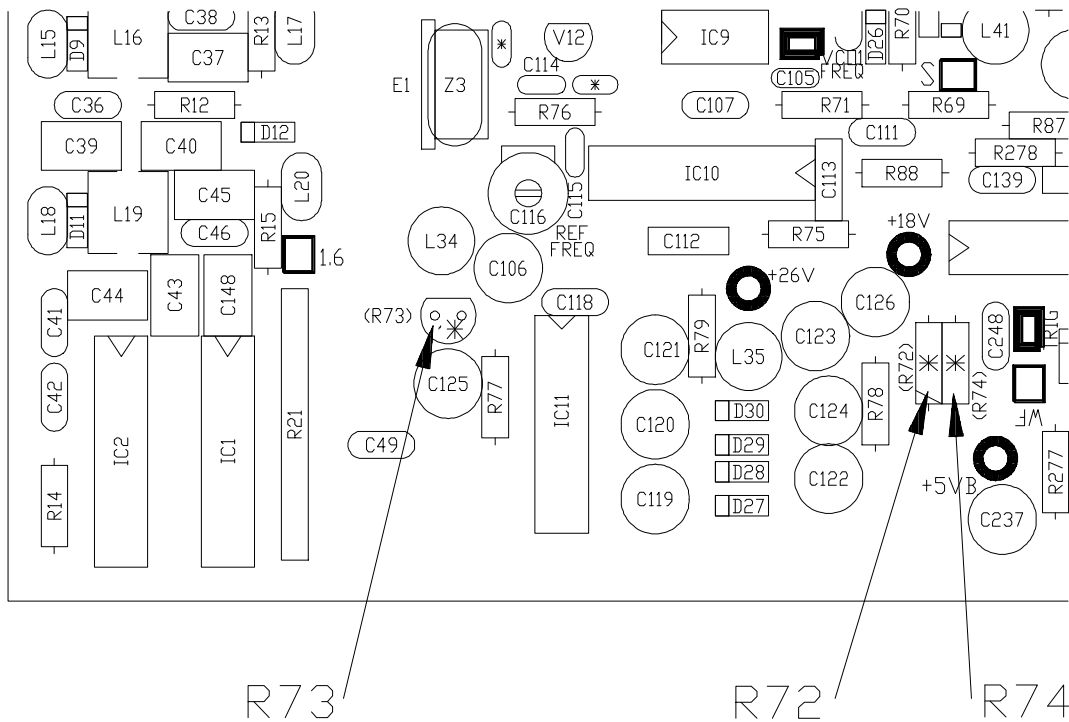 L15
D9
L16
C38
C37
R13
L17
E1
Z3
*
V12
C114
*
IC9
VCL1
FREQ
C105
D26
R70
L41
S
C36
R12
R76
C107
R71
R69
R87
C39
C40
D12
C115
C111
R278
C45
L20
C116
IC10
C113
R88
C139
L18
D11
L19
C46
R15
REF
FREQ
L34
C112
R75
+18V
1.6
C106
+26V
C44
C43
C148
C126
C41
(R73)
*
C118
R79
C123
C248
TRIG
C121
L35
(R72)
*
*
(R74)
C42
C125
R77
IC11
D30
C124
R78
WF
IC2
IC1
R21
C49
C120
D29
D28
C122
+5VB
R277
R14
C119
D27
C237
R73
R72
R74